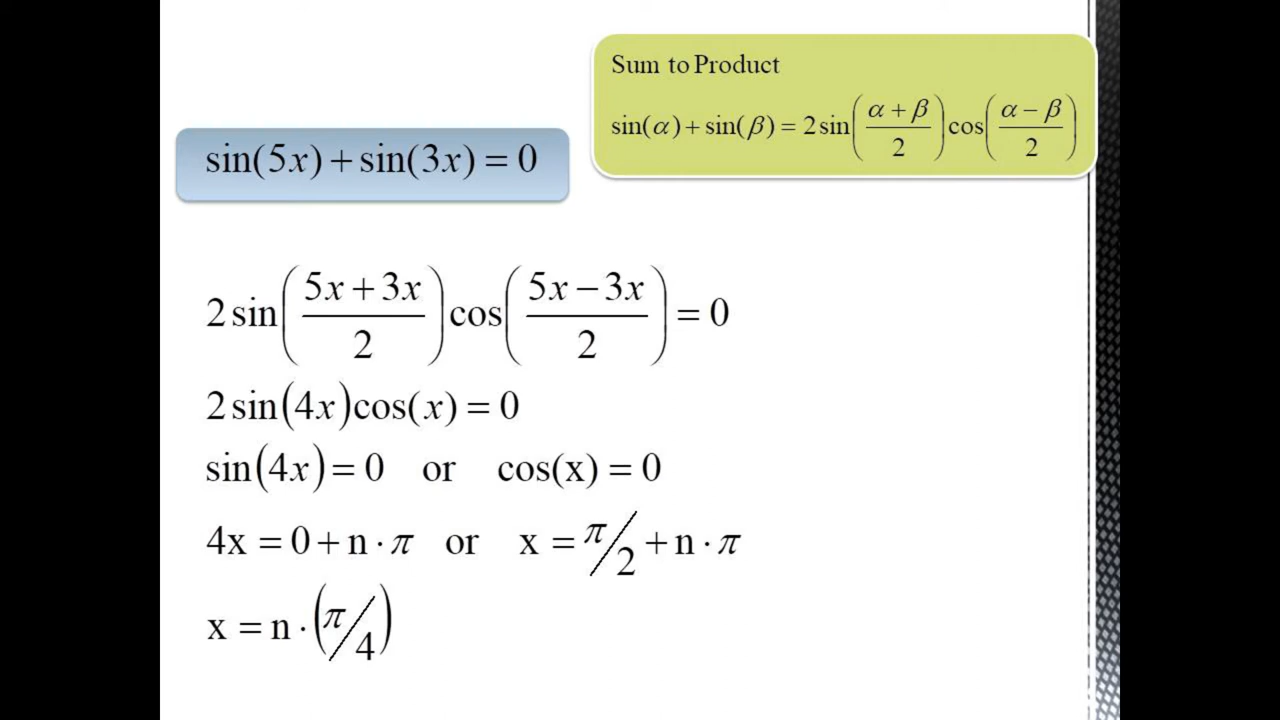 Sum to Product
sin(α) + sin(β) = 2 sin((α + β)/2) cos((α − β)/2)
sin(5x) + sin(3x) = 0
2 sin((5x + 3x)/2) cos((5x − 3x)/2) = 0
2 sin(4x)cos(x) = 0
sin(4x) = 0 or cos(x) = 0
4x = 0 + n · π or x = π/2 + n · π
x = n · (π/4)